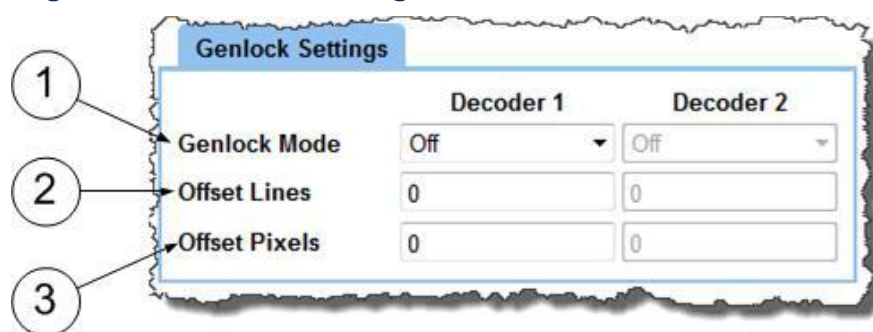 Genlock Settings
Decoder 1 Decoder 2
1
Genlock Mode Off Off
2
Offset Lines 0 0
Offset Pixels 0 0
3